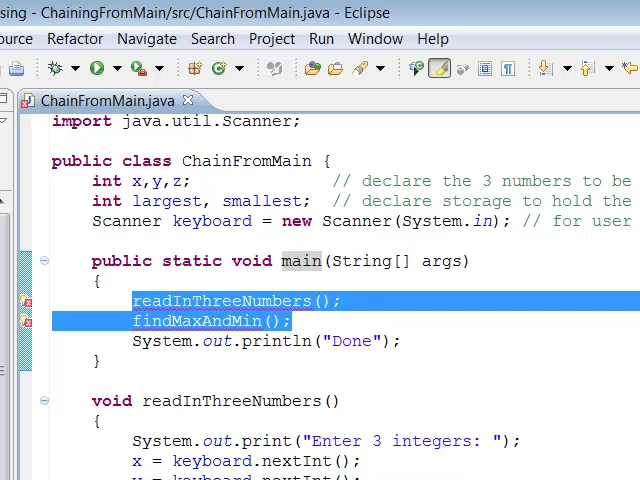 sing - ChainingFromMain/src/ChainFromMain.java - Eclipse
ource Refactor Navigate Search Project Run Window Help
ChainFromMain.java
import java.util.Scanner;
public class ChainFromMain {
int x,y,z; // declare the 3 numbers to be
int largest, smallest; // declare storage to hold the
Scanner keyboard = new Scanner(System.in); // for user
public static void main(String[] args)
{
readInThreeNumbers();
findMaxAndMin();
System.out.println("Done");
}
void readInThreeNumbers()
{
System.out.print("Enter 3 integers: ");
x = keyboard.nextInt();
y = keyboard.nextInt();